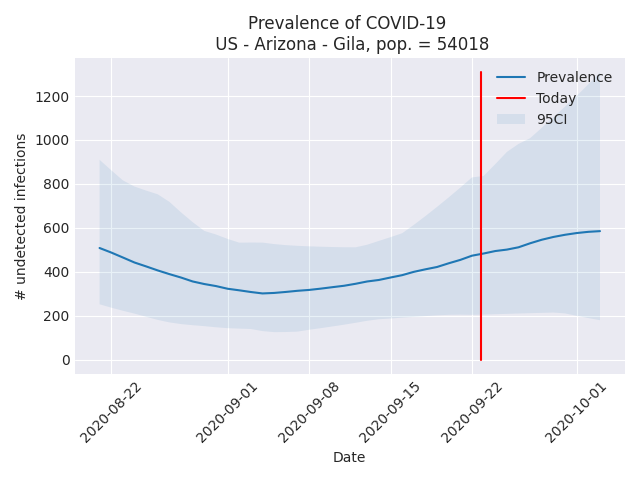 Prevalence of COVID-19
US - Arizona - Gila, pop. = 54018
Prevalence
Today
95CI
# undetected infections
1200
1000
800
600
400
200
0
2020-08-22
2020-09-01
2020-09-08
2020-09-15
2020-09-22
2020-10-01
Date